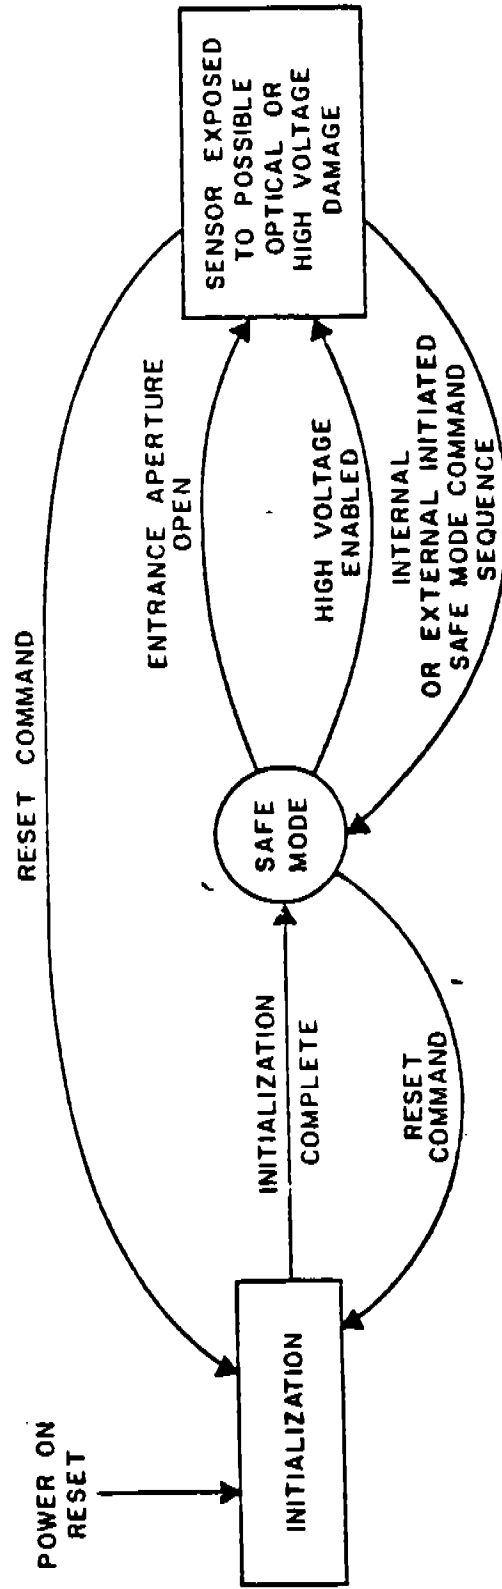 POWER ON
RESET
INITIALIZATION
RESET COMMAND
INITIALIZATION
COMPLETE
RESET
COMMAND
SAFE
MODE
ENTRANCE APERTURE
OPEN
HIGH VOLTAGE
ENABLED
INTERNAL
OR EXTERNAL INITIATED
SAFE MODE COMMAND
SEQUENCE
SENSOR EXPOSED
TO POSSIBLE
OPTICAL OR
HIGH VOLTAGE
DAMAGE